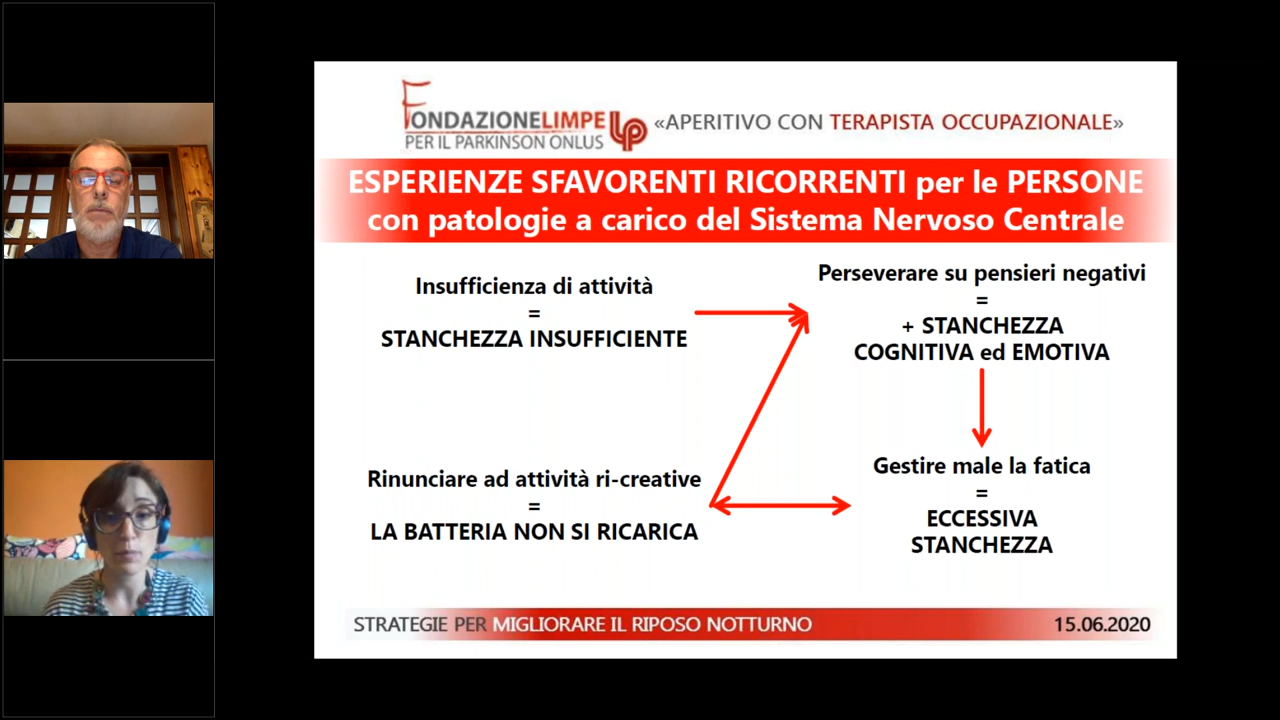 FONDAZIONELIMPE
PER IL PARKINSON ONLUS
«APERITIVO CON TERAPISTA OCCUPAZIONALE»
ESPERIENZE SFAVORENTI RICORRENTI per le PERSONE
con patologie a carico del Sistema Nervoso Centrale
Insufficienza di attività
=
STANCHEZZA INSUFFICIENTE
Perseverare su pensieri negativi
=
+ STANCHEZZA
COGNITIVA ed EMOTIVA
Rinunciare ad attività ri-creative
=
LA BATTERIA NON SI RICARICA
Gestire male la fatica
=
ECCESSIVA
STANCHEZZA
STRATEGIE PER MIGLIORARE IL RIPOSO NOTTURNO
15.06.2020